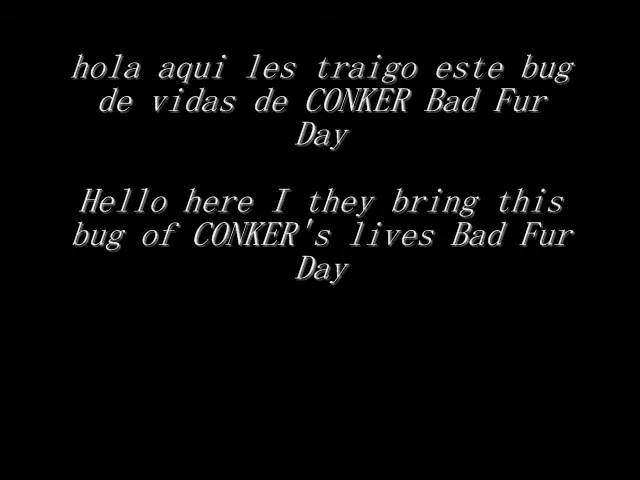 hola aqui les traigo este bug
de vidas de CONKER Bad Fur
Day
Hello here I they bring this
bug of CONKER's lives Bad Fur
Day